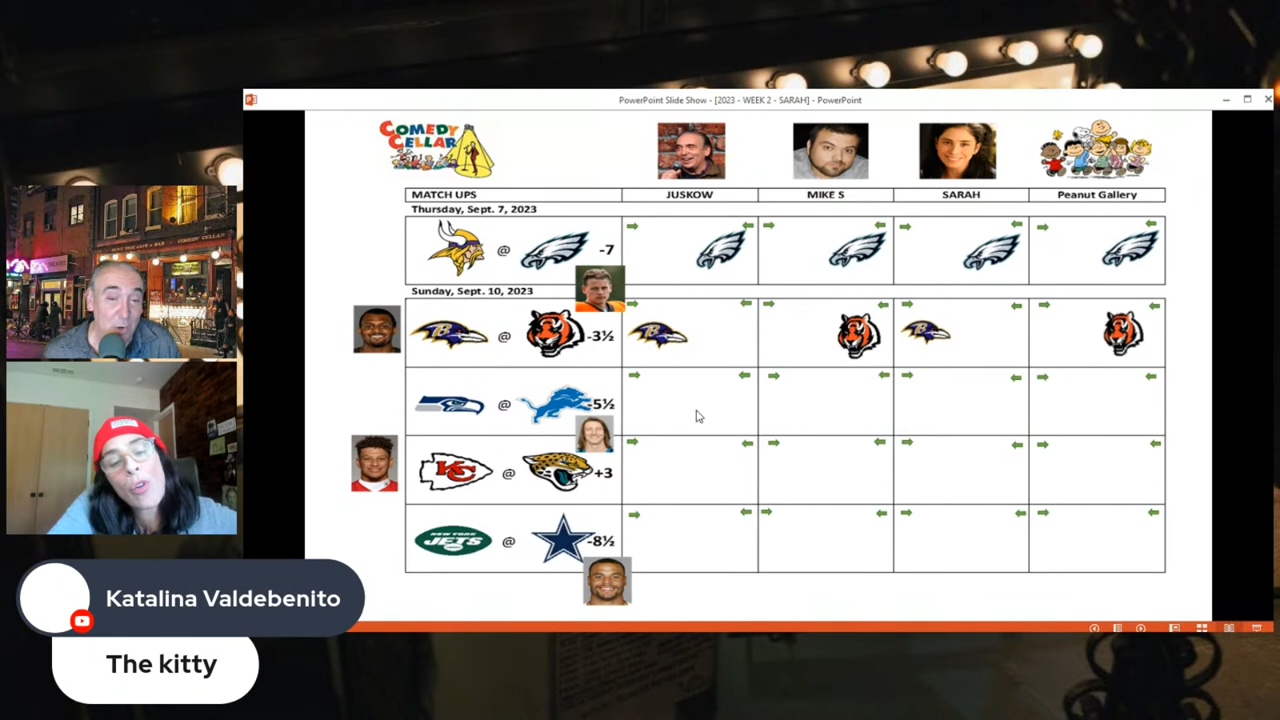 PowerPoint Slide Show - [2023 - WEEK 2 - SARAH] - PowerPoint
COMEDY
CELLAR
JUSKOW
MIKE S
SARAH
Peanut Gallery
MATCH UPS
Thursday, Sept. 7, 2023
@
-7
Sunday, Sept. 10, 2023
@
-3½
@
-5½
KC
@
+3
NEW YORK
JETS
@
-8½
Katalina Valdebenito
The kitty